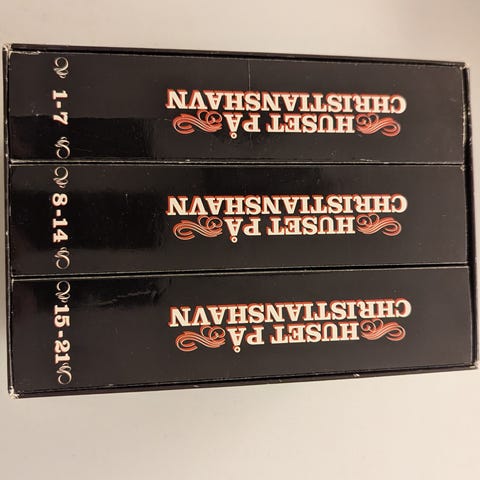 HUSET PÅ
CHRISTIANSHAVN
1-7
HUSET PÅ
CHRISTIANSHAVN
8-14
HUSET PÅ
CHRISTIANSHAVN
15-21